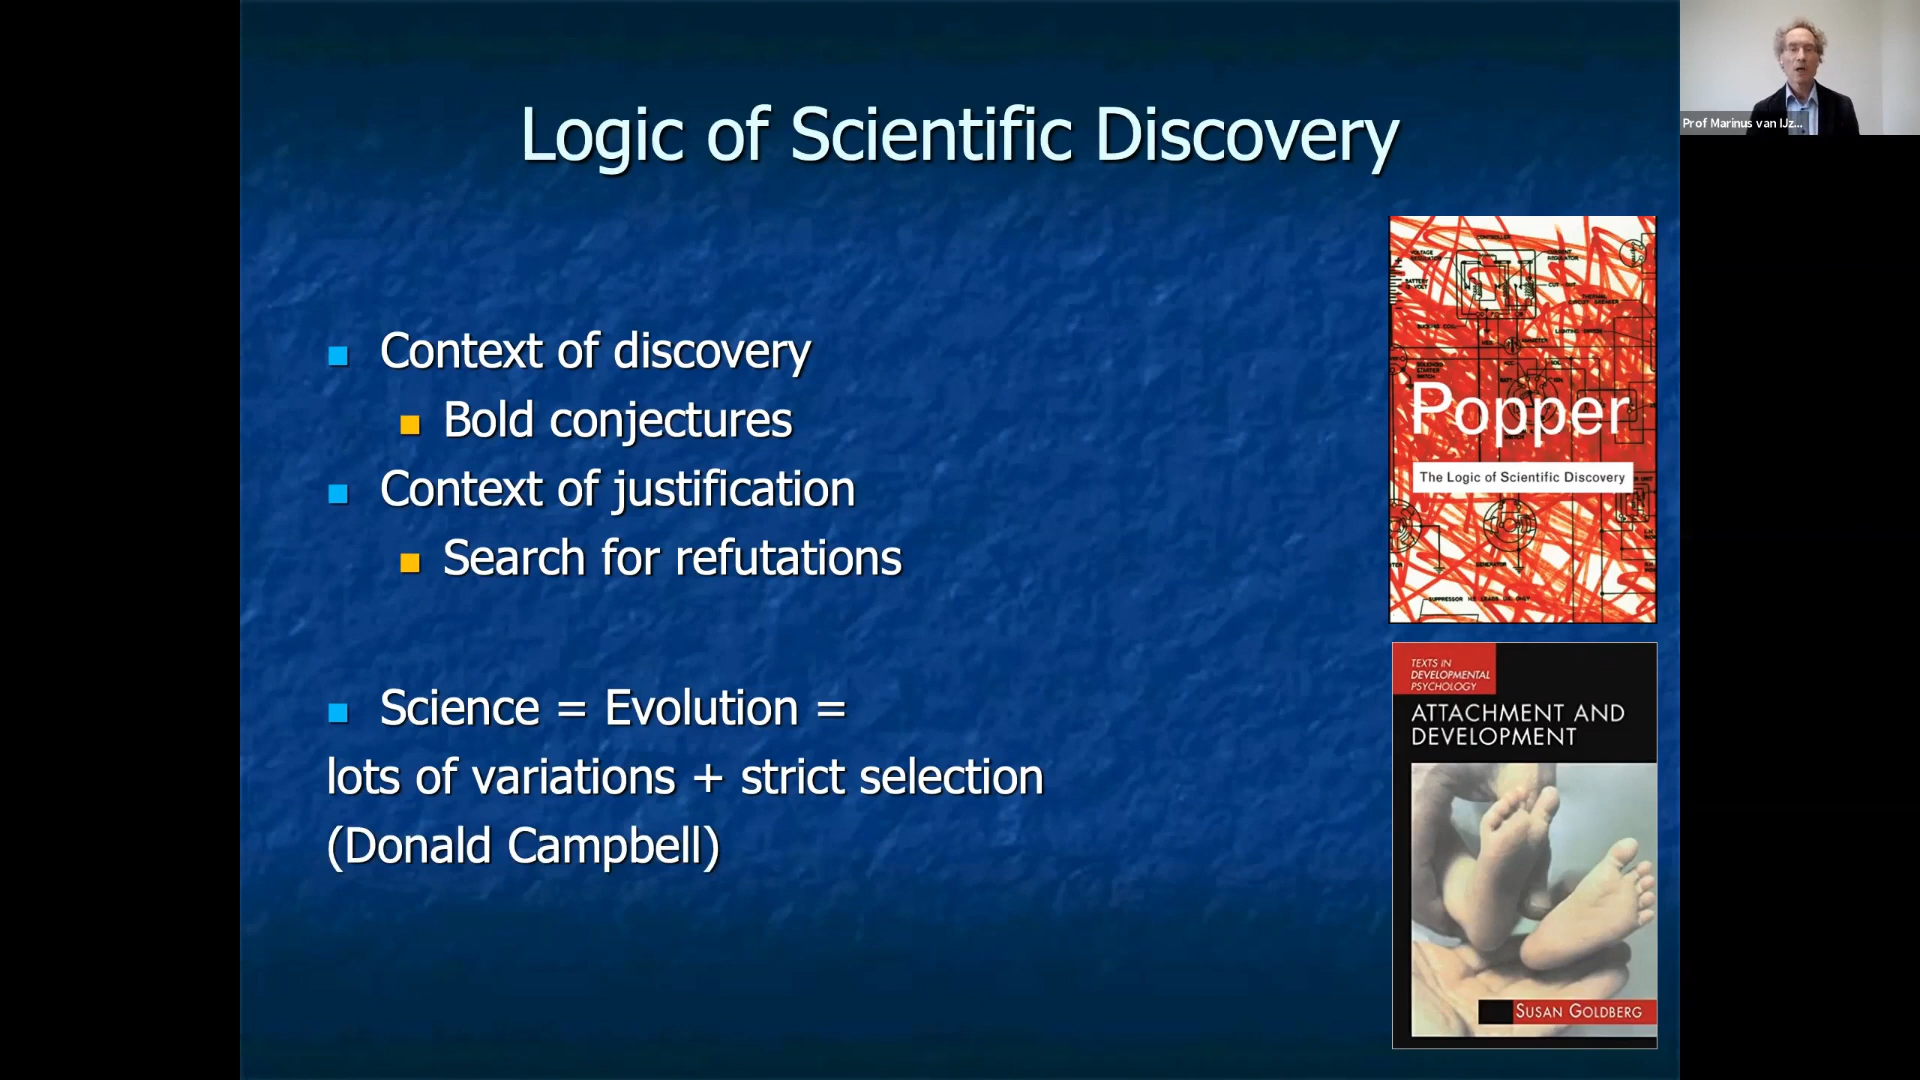 Logic of Scientific Discovery
Prof Marinus van IJz...
Context of discovery
Bold conjectures
Context of justification
Search for refutations
Science = Evolution =
lots of variations + strict selection
(Donald Campbell)
CONTROLLER
Popper
The Logic of Scientific Discovery
GENERATOR
TEXTS IN
DEVELOPMENTAL
PSYCHOLOGY
ATTACHMENT AND
DEVELOPMENT
SUSAN GOLDBERG